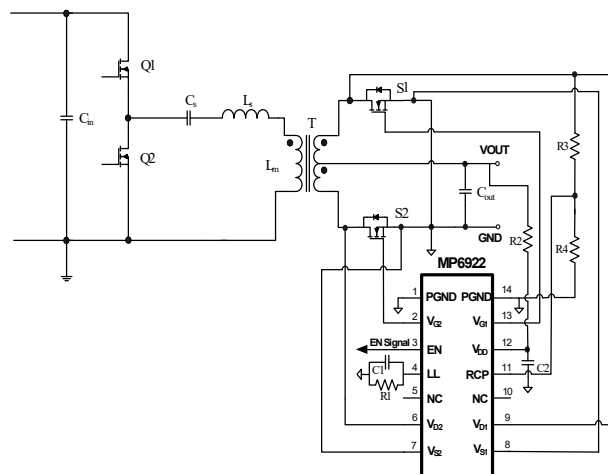 Q1
S1
Cin
Cs
Ls
T
R3
VOUT
Lm
Q2
Cout
S2
R2
GND
R4
MP6922
1 PGND PGND 14
2 VG2 VG1 13
EN Signal 3 EN VDD 12
C1 4 LL RCP 11 C2
R1
5 NC NC 10
6 VD2 VD1 9
7 VS2 VS1 8